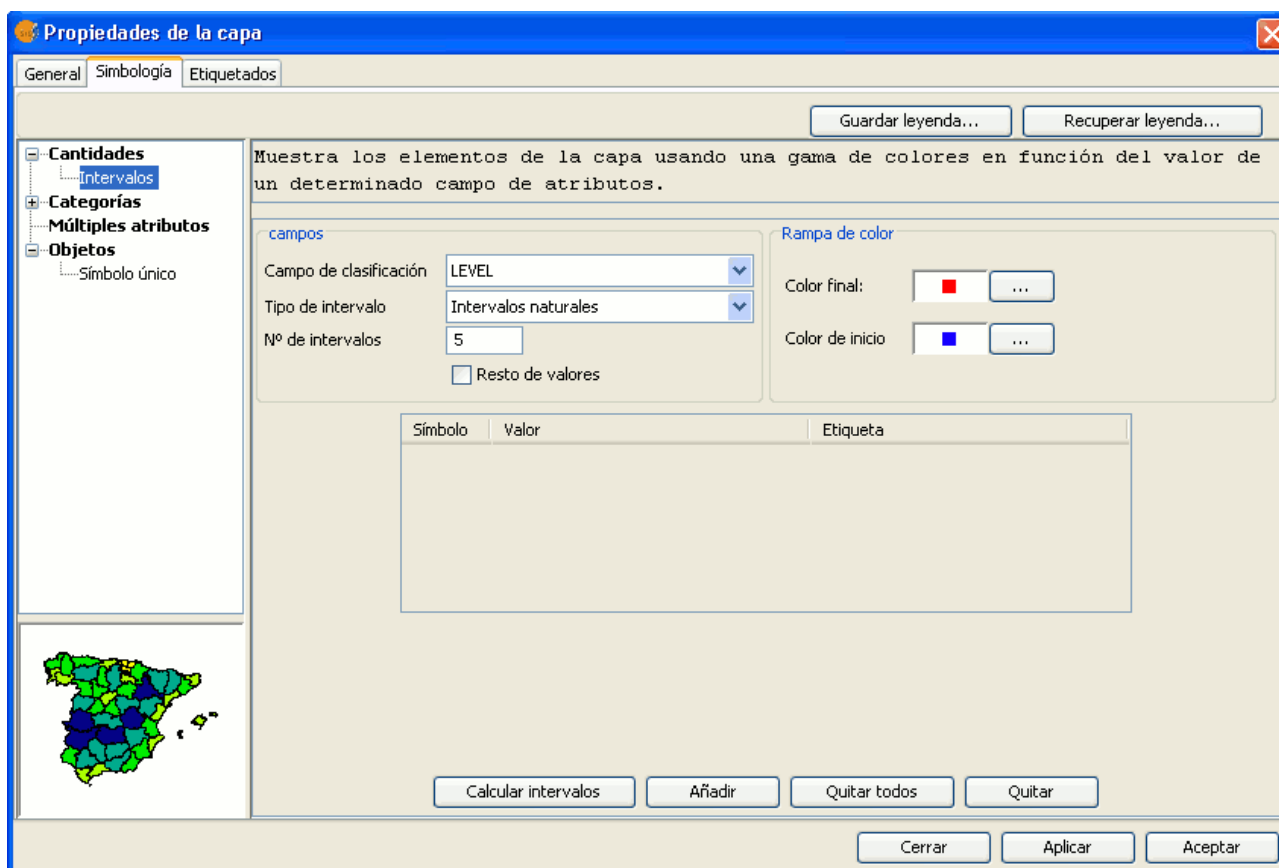 Propiedades de la capa
General Simbología Etiquetados
Guardar leyenda... Recuperar leyenda...
Cantidades
Intervalos
Categorías
Múltiples atributos
Objetos
Símbolo único
Muestra los elementos de la capa usando una gama de colores en función del valor de
un determinado campo de atributos.
campos
Campo de clasificación LEVEL
Tipo de intervalo Intervalos naturales
Nº de intervalos 5
Resto de valores
Rampa de color
Color final: ...
Color de inicio ...
Símbolo Valor Etiqueta
Calcular intervalos Añadir Quitar todos Quitar
Cerrar Aplicar Aceptar